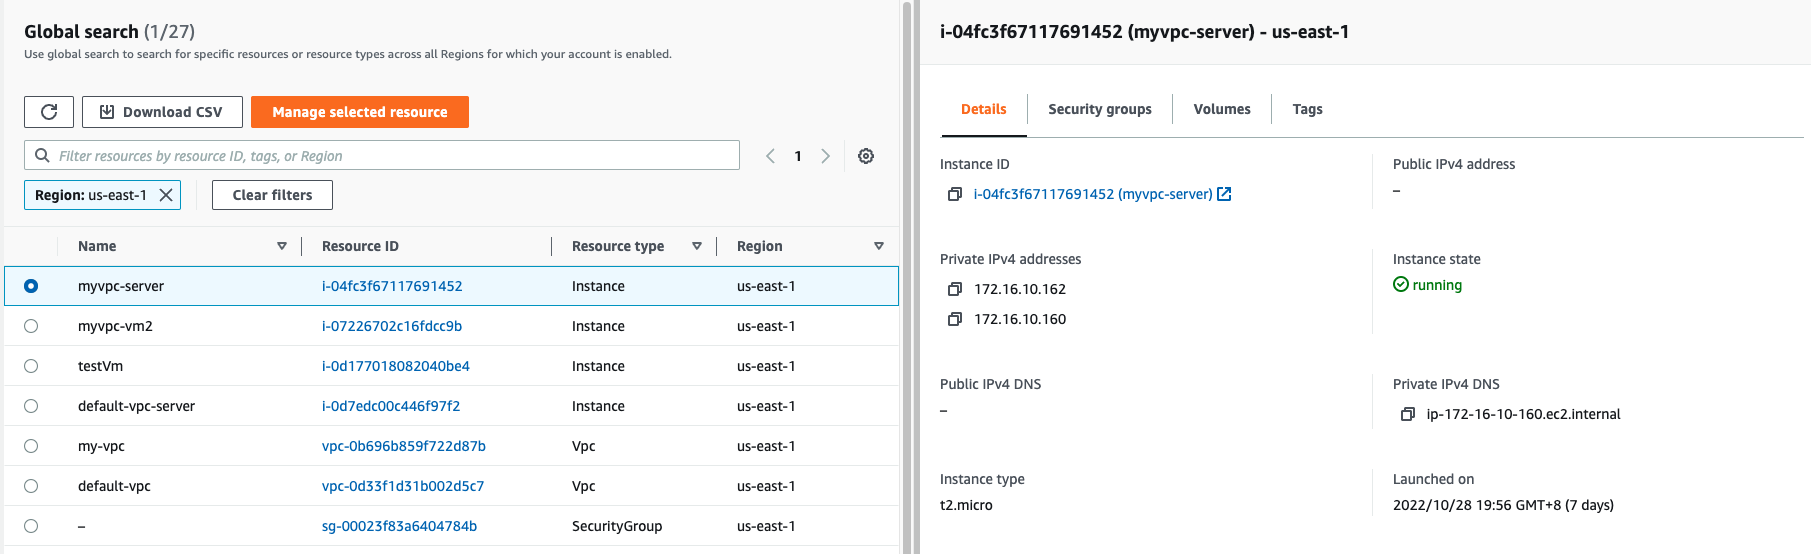 Global search (1/27)
Use global search to search for specific resources or resource types across all Regions for which your account is enabled.
Download CSV
Manage selected resource
Filter resources by resource ID, tags, or Region
1
Region: us-east-1
Clear filters
Name Resource ID Resource type Region
myvpc-server i-04fc3f67117691452 Instance us-east-1
myvpc-vm2 i-07226702c16fdcc9b Instance us-east-1
testVm i-0d177018082040be4 Instance us-east-1
default-vpc-server i-0d7edc00c446f97f2 Instance us-east-1
my-vpc vpc-0b696b859f722d87b Vpc us-east-1
default-vpc vpc-0d33f1d31b002d5c7 Vpc us-east-1
– sg-00023f83a6404784b SecurityGroup us-east-1
i-04fc3f67117691452 (myvpc-server) - us-east-1
Details Security groups Volumes Tags
Instance ID
i-04fc3f67117691452 (myvpc-server)
Public IPv4 address
–
Private IPv4 addresses
172.16.10.162
172.16.10.160
Instance state
running
Public IPv4 DNS
–
Private IPv4 DNS
ip-172-16-10-160.ec2.internal
Instance type
t2.micro
Launched on
2022/10/28 19:56 GMT+8 (7 days)